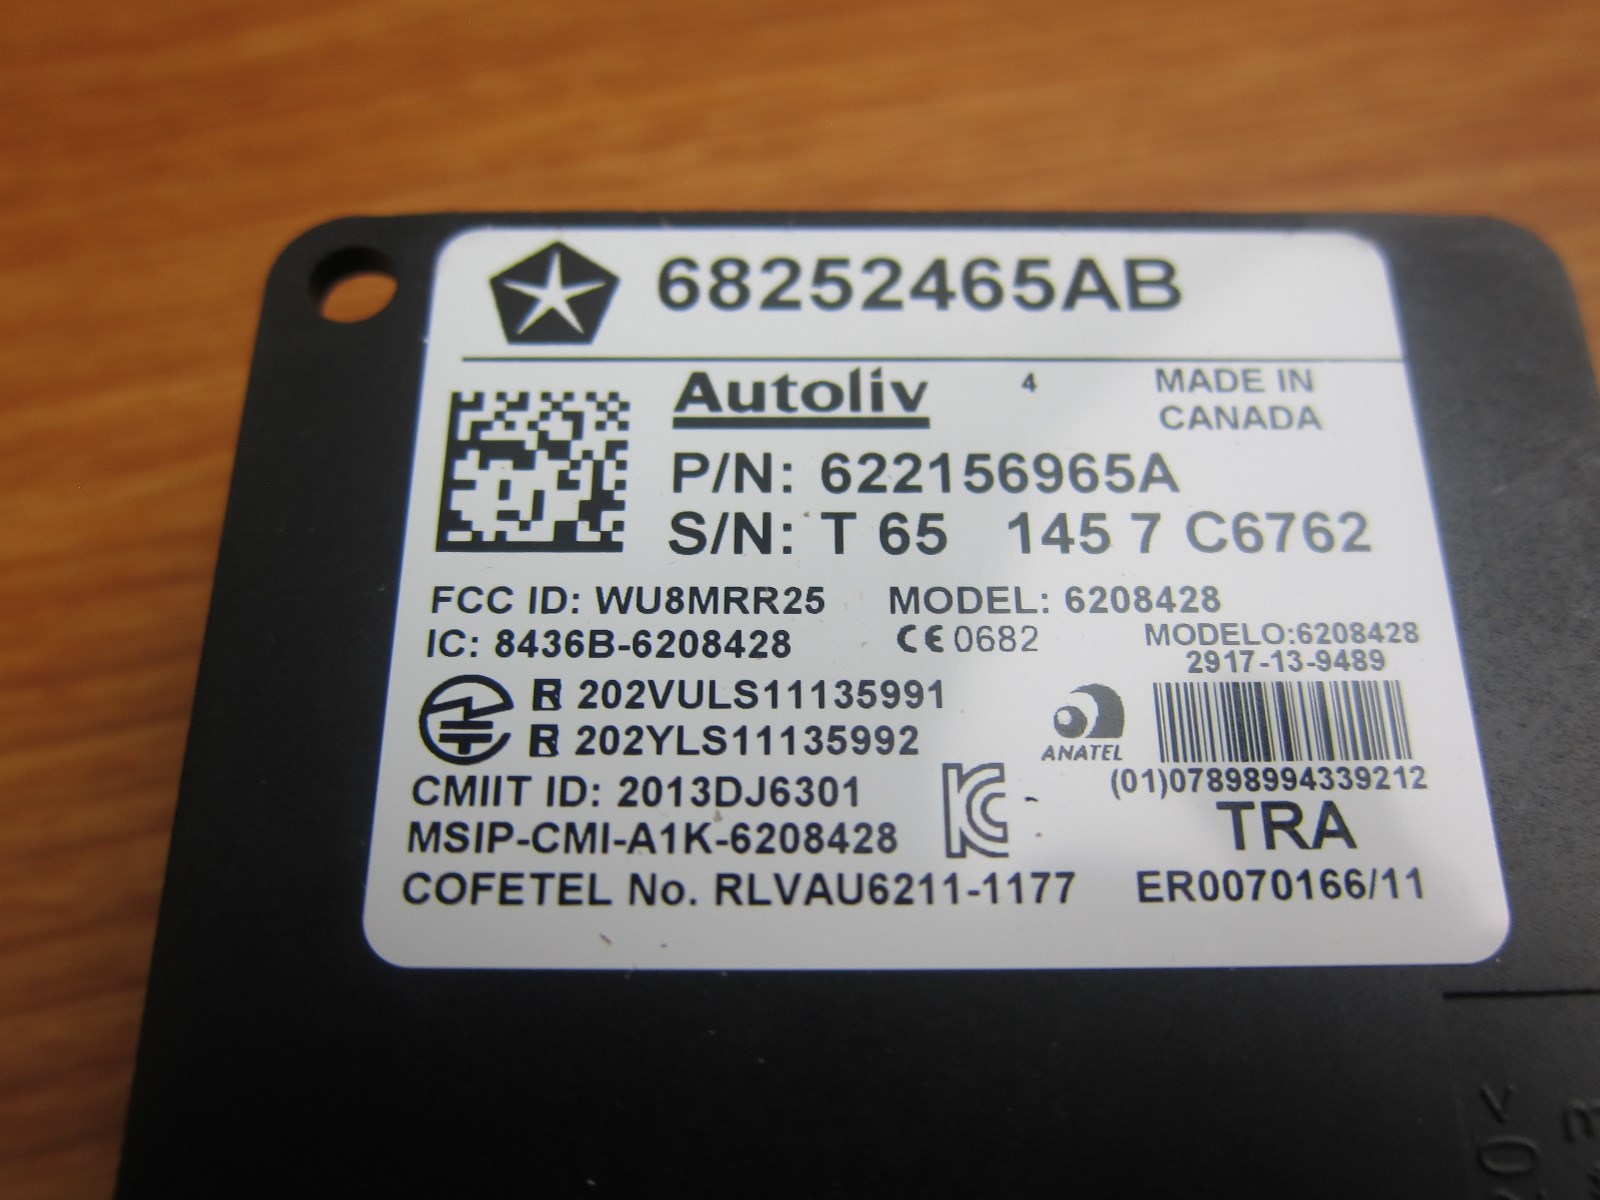 68252465AB
Autoliv 4 MADE IN
CANADA
P/N: 622156965A
S/N: T 65 145 7 C6762
FCC ID: WU8MRR25 MODEL: 6208428
IC: 8436B-6208428 CE 0682 MODELO:6208428
2917-13-9489
R 202VULS11135991
R 202YLS11135992
ANATEL
CMIIT ID: 2013DJ6301 (01)07898994339212
MSIP-CMI-A1K-6208428 KC TRA
COFETEL No. RLVAU6211-1177 ER0070166/11